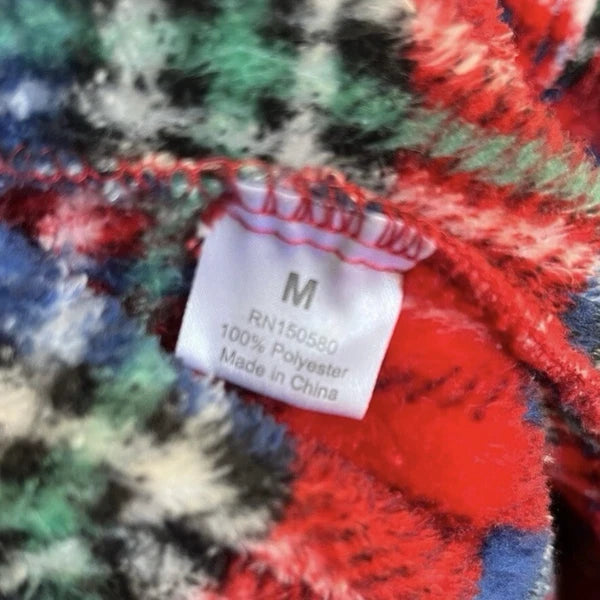 M
RN150580
100% Polyester
Made in China